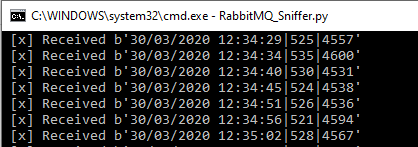 C:\WINDOWS\system32\cmd.exe - RabbitMQ_Sniffer.py
[x] Received b'30/03/2020 12:34:29|525|4557'
[x] Received b'30/03/2020 12:34:34|535|4600'
[x] Received b'30/03/2020 12:34:40|530|4531'
[x] Received b'30/03/2020 12:34:45|524|4538'
[x] Received b'30/03/2020 12:34:51|526|4536'
[x] Received b'30/03/2020 12:34:56|521|4594'
[x] Received b'30/03/2020 12:35:02|528|4567'